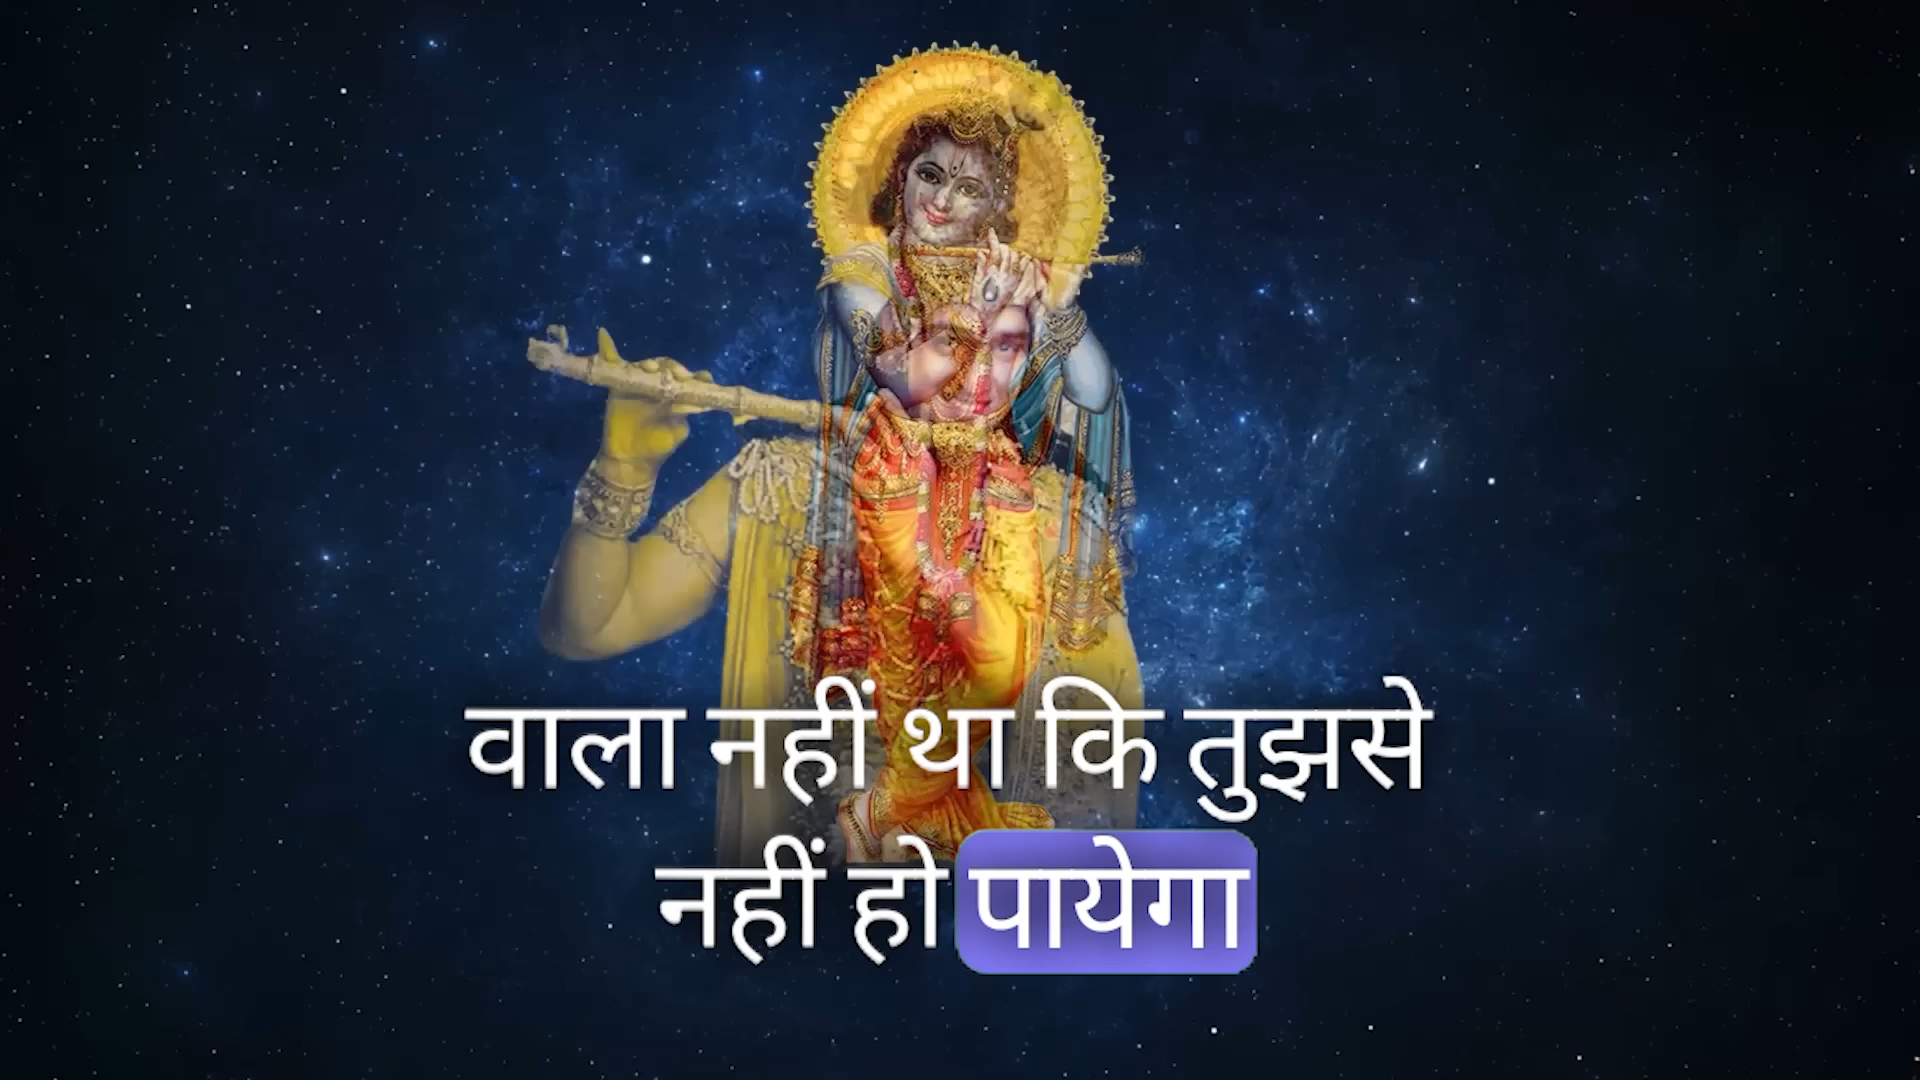 वाला नहीं था कि तुझसे
नहीं हो पायेगा